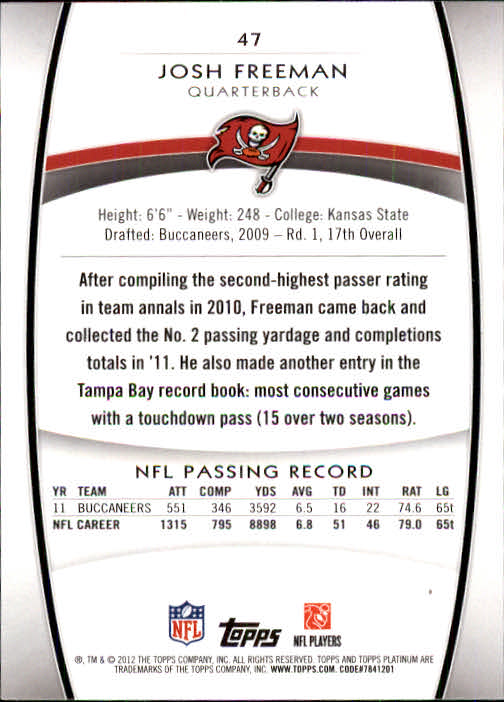 47
JOSH FREEMAN
QUARTERBACK
Height: 6'6" - Weight: 248 - College: Kansas State
Drafted: Buccaneers, 2009 – Rd. 1, 17th Overall
After compiling the second-highest passer rating
in team annals in 2010, Freeman came back and
collected the No. 2 passing yardage and completions
totals in '11. He also made another entry in the
Tampa Bay record book: most consecutive games
with a touchdown pass (15 over two seasons).
NFL PASSING RECORD
YR TEAM ATT COMP YDS AVG TD INT RAT LG
11 BUCCANEERS 551 346 3592 6.5 16 22 74.6 65t
NFL CAREER 1315 795 8898 6.8 51 46 79.0 65t
NFL topps NFL PLAYERS
®, TM & © 2012 THE TOPPS COMPANY, INC. ALL RIGHTS RESERVED. TOPPS AND TOPPS PLATINUM ARE
TRADEMARKS OF THE TOPPS COMPANY, INC. WWW.TOPPS.COM. CODE#7841201